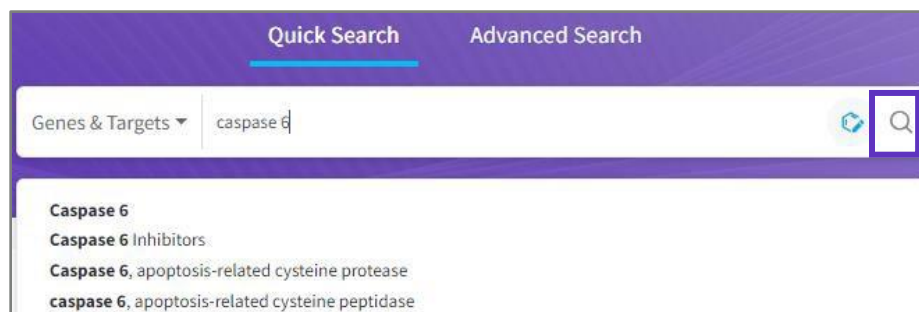 Quick Search Advanced Search
Genes & Targets caspase 6
Caspase 6
Caspase 6 Inhibitors
Caspase 6, apoptosis-related cysteine protease
caspase 6, apoptosis-related cysteine peptidase